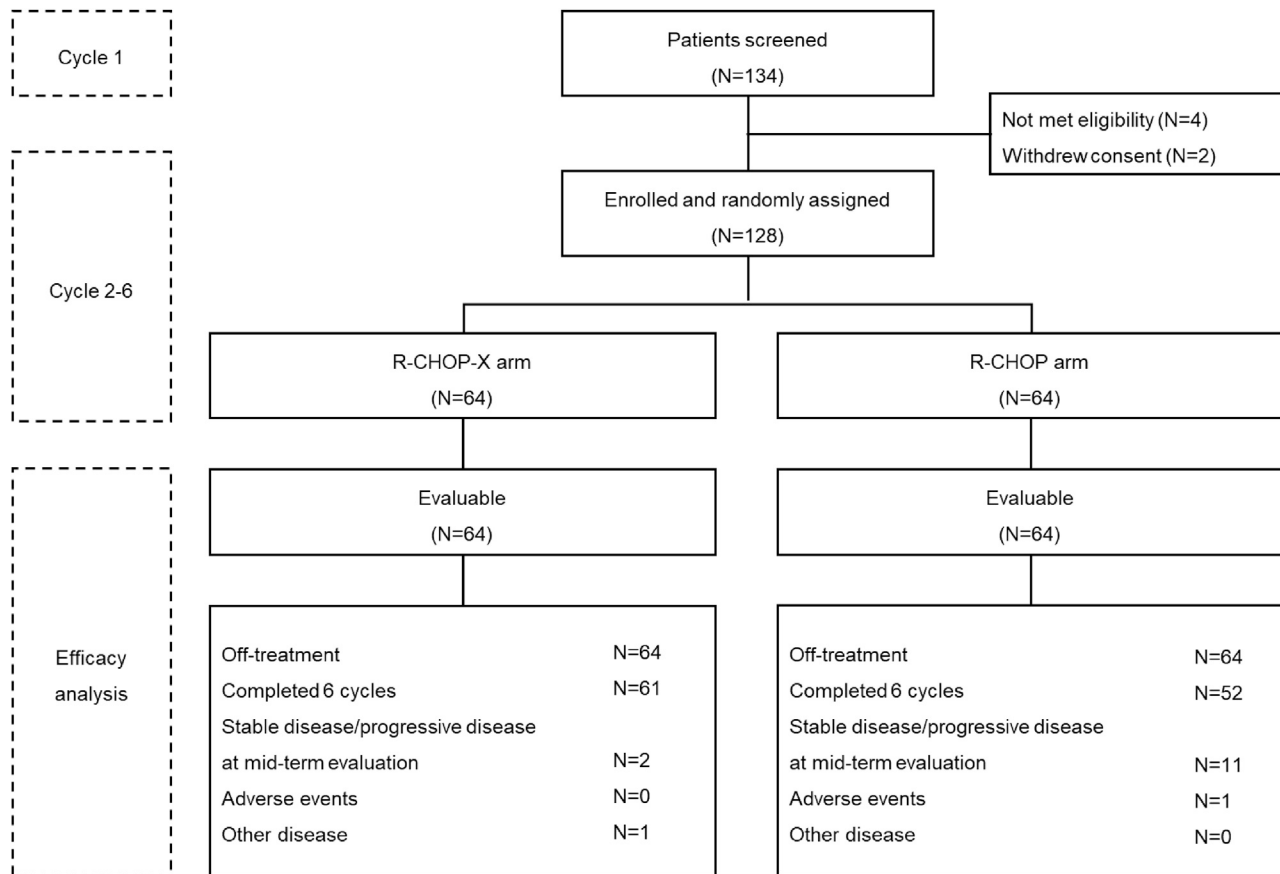 Cycle 1
Patients screened
(N=134)
Not met eligibility (N=4)
Withdrew consent (N=2)
Cycle 2-6
Enrolled and randomly assigned
(N=128)
R-CHOP-X arm
(N=64)
R-CHOP arm
(N=64)
Efficacy
analysis
Evaluable
(N=64)
Evaluable
(N=64)
Off-treatment N=64
Completed 6 cycles N=61
Stable disease/progressive disease
at mid-term evaluation N=2
Adverse events N=0
Other disease N=1
Off-treatment N=64
Completed 6 cycles N=52
Stable disease/progressive disease
at mid-term evaluation N=11
Adverse events N=1
Other disease N=0